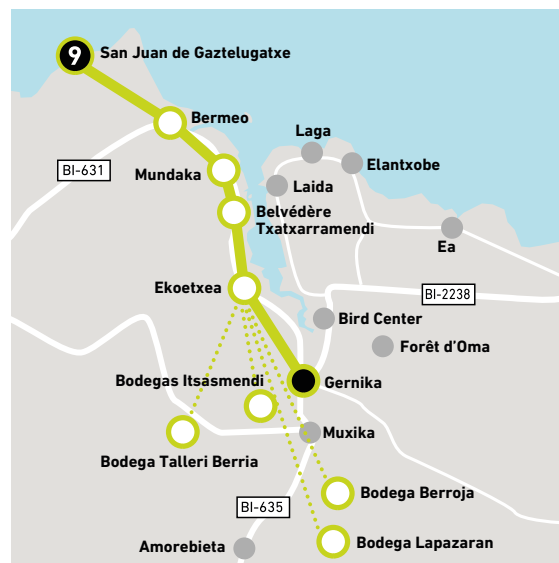 9
San Juan de Gaztelugatxe
Bermeo
Laga
Elantxobe
BI-631
Mundaka
Laida
Belvédère
Txatxarramendi
Ea
Ekoetxea
BI-2238
Bird Center
Forêt d'Oma
Bodegas Itsasmendi
Gernika
Muxika
Bodega Talleri Berria
Bodega Berroja
BI-635
Amorebieta
Bodega Lapazaran